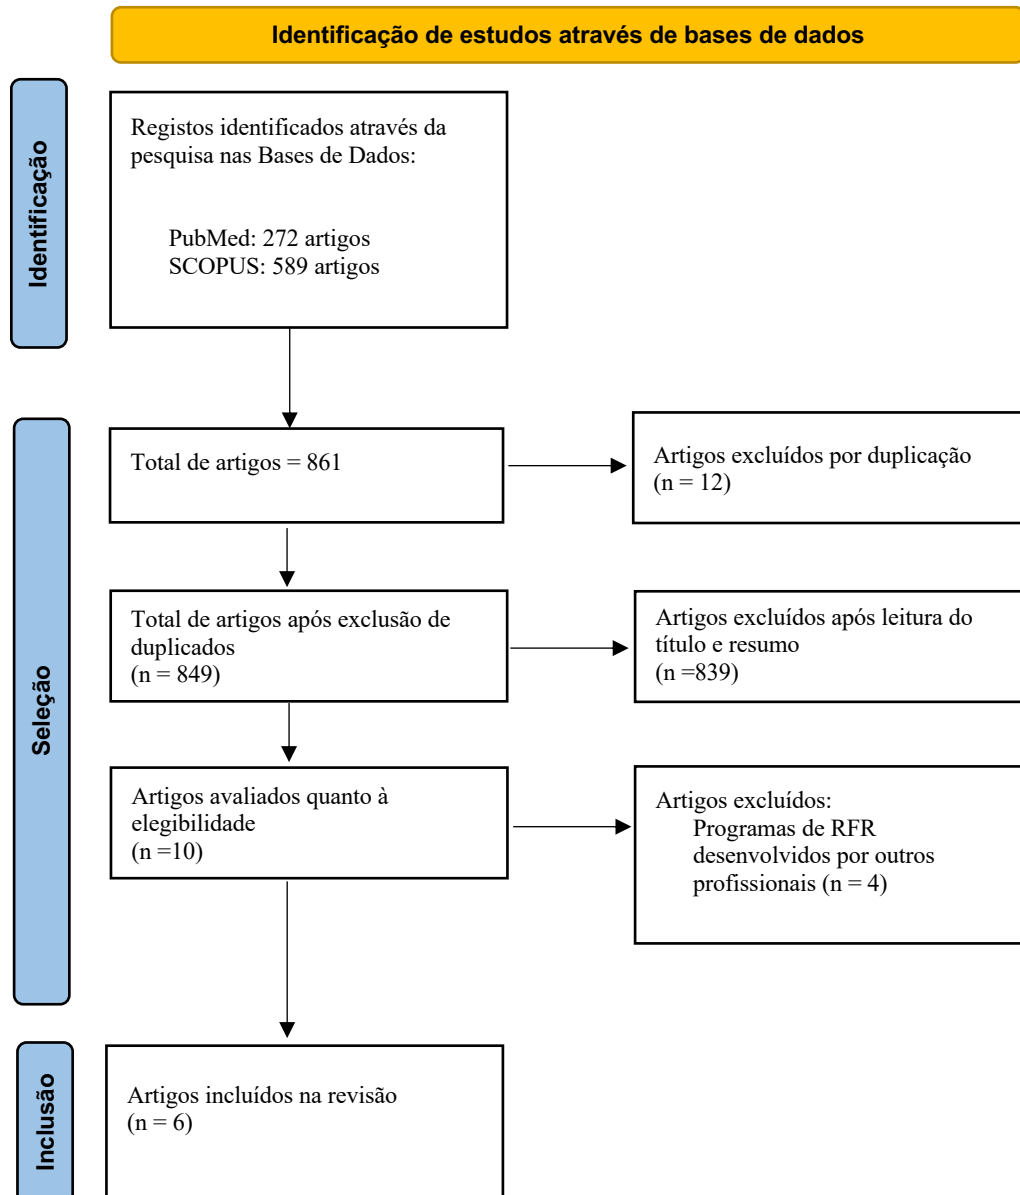 Identificação de estudos através de bases de dados
Identificação
Registos identificados através da
pesquisa nas Bases de Dados:
PubMed: 272 artigos
SCOPUS: 589 artigos
Seleção
Total de artigos = 861
Artigos excluídos por duplicação
(n = 12)
Total de artigos após exclusão de
duplicados
(n = 849)
Artigos excluídos após leitura do
título e resumo
(n =839)
Artigos avaliados quanto à
elegibilidade
(n =10)
Artigos excluídos:
Programas de RFR
desenvolvidos por outros
profissionais (n = 4)
Inclusão
Artigos incluídos na revisão
(n = 6)